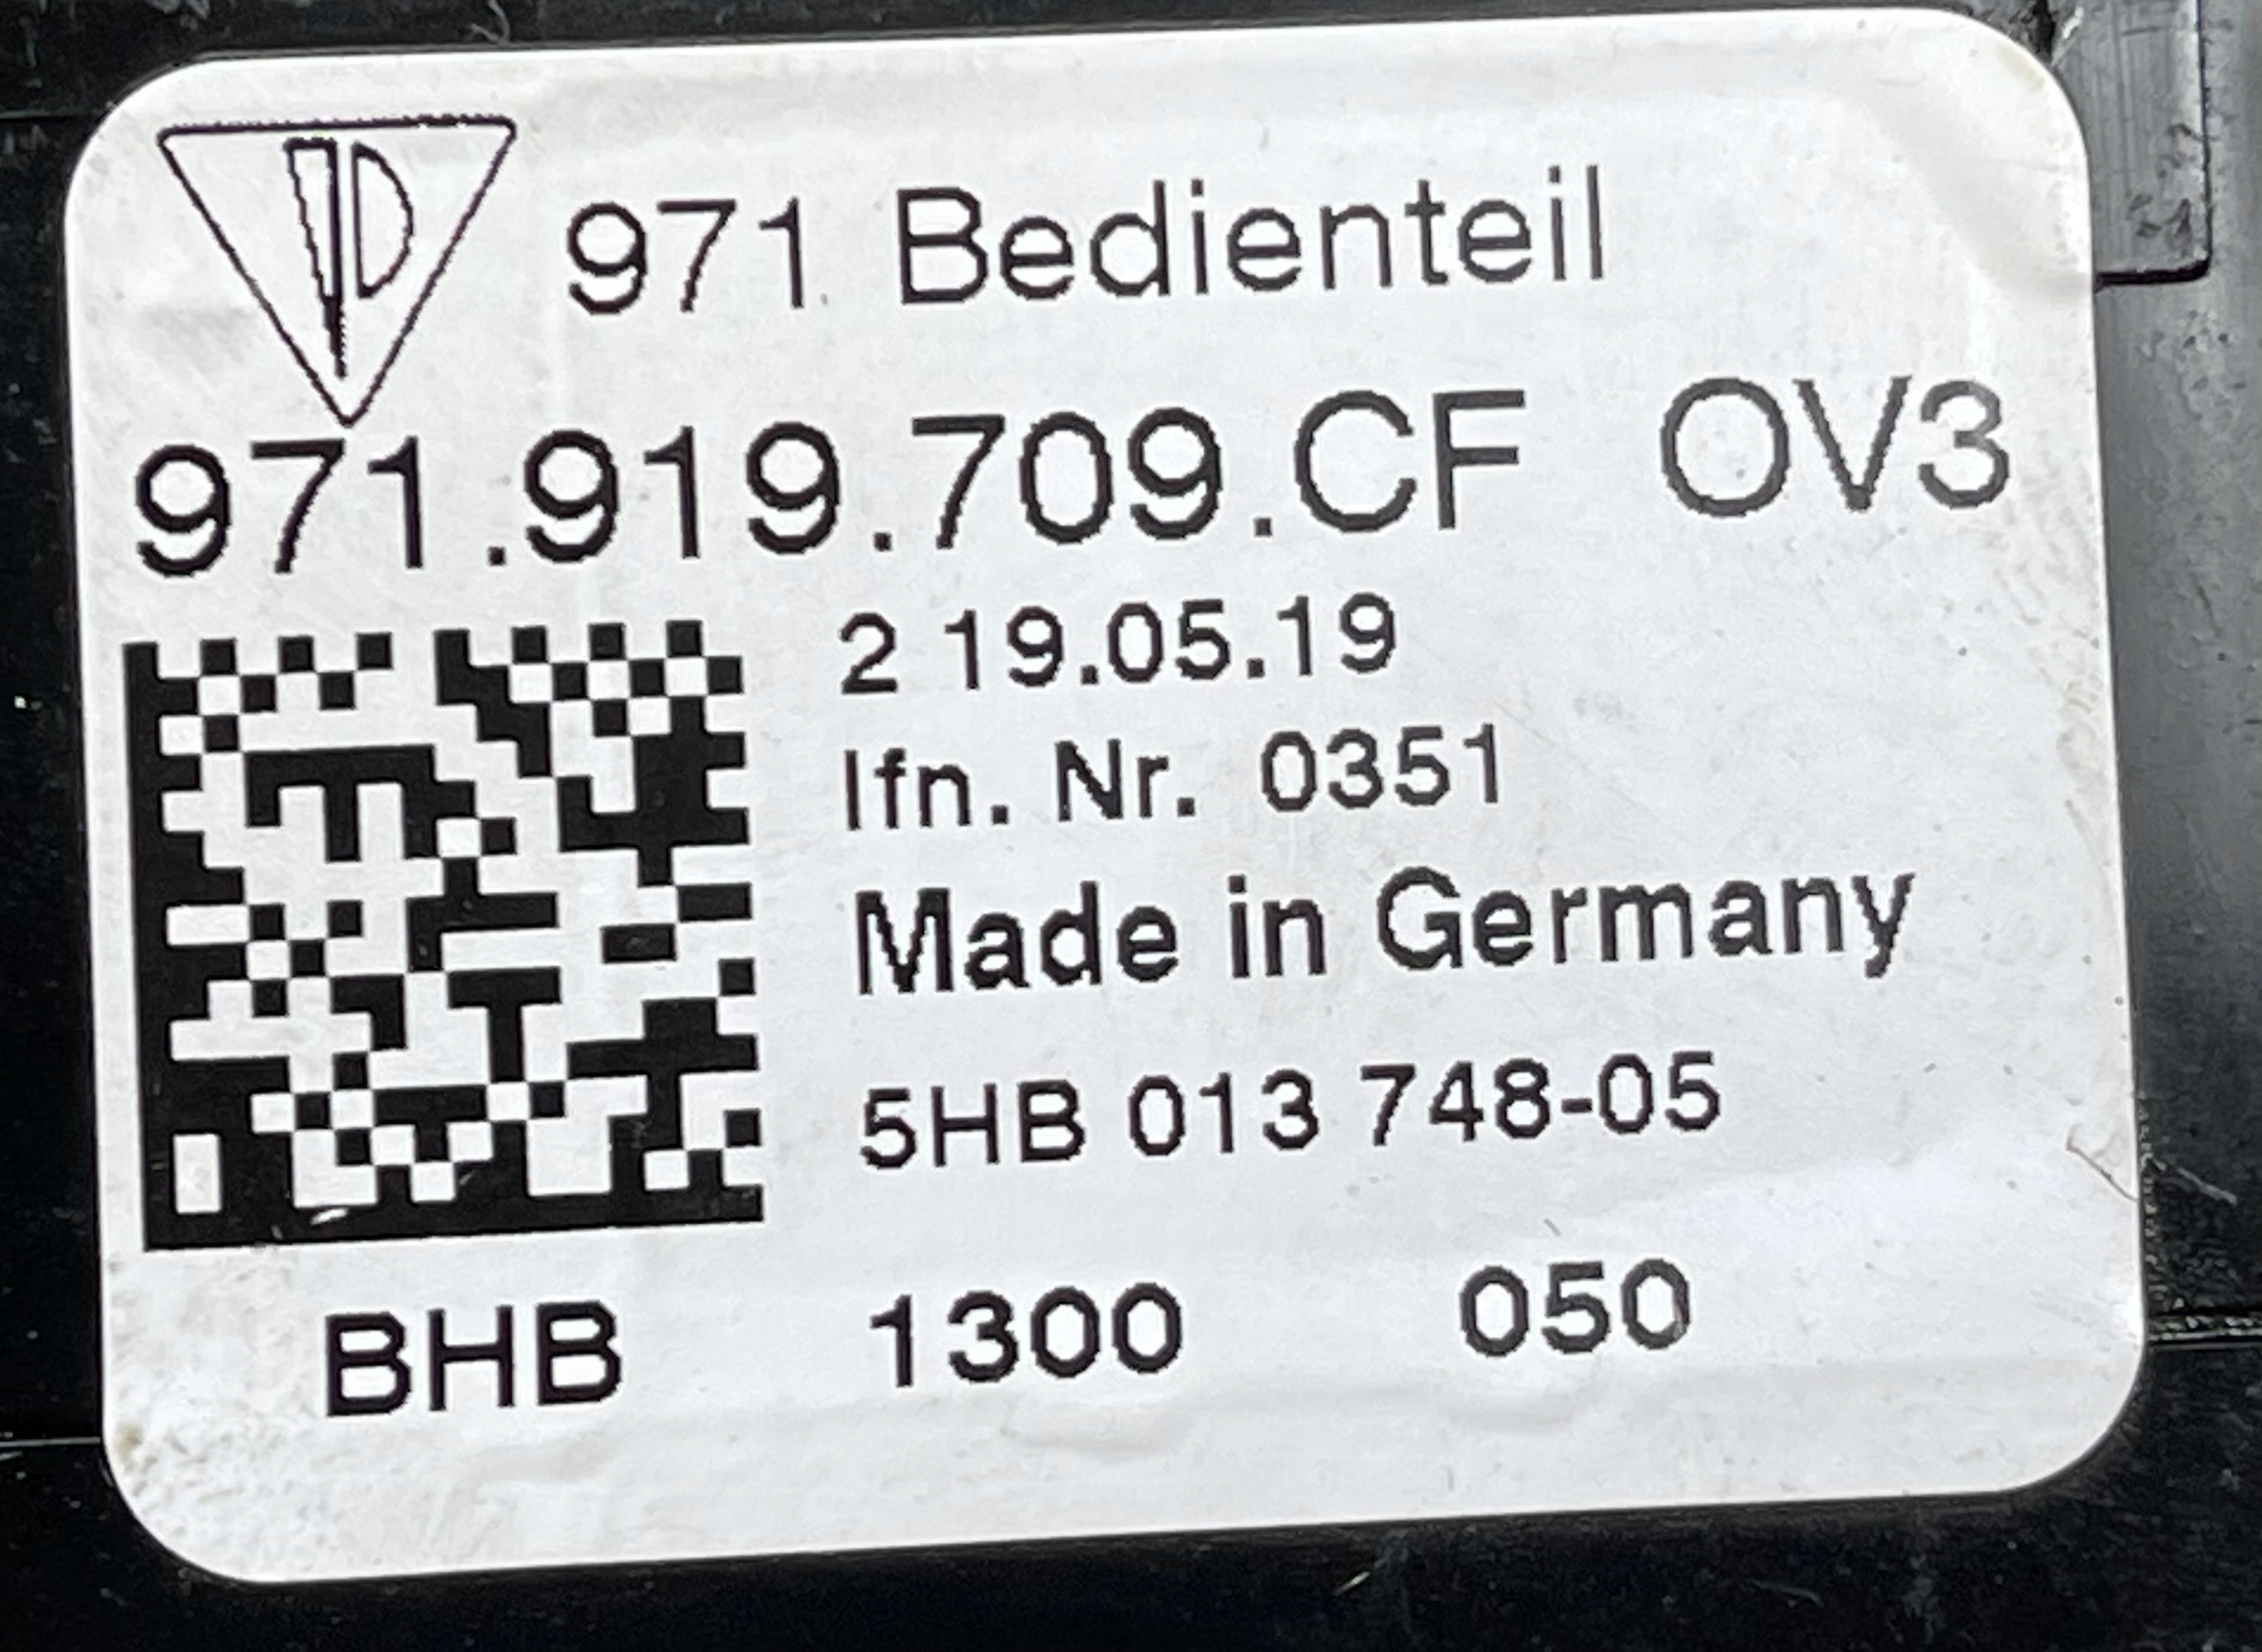 971 Bedienteil
971.919.709.CF OV3
2 19.05.19
lfn. Nr. 0351
Made in Germany
5HB 013 748-05
BHB 1300 050